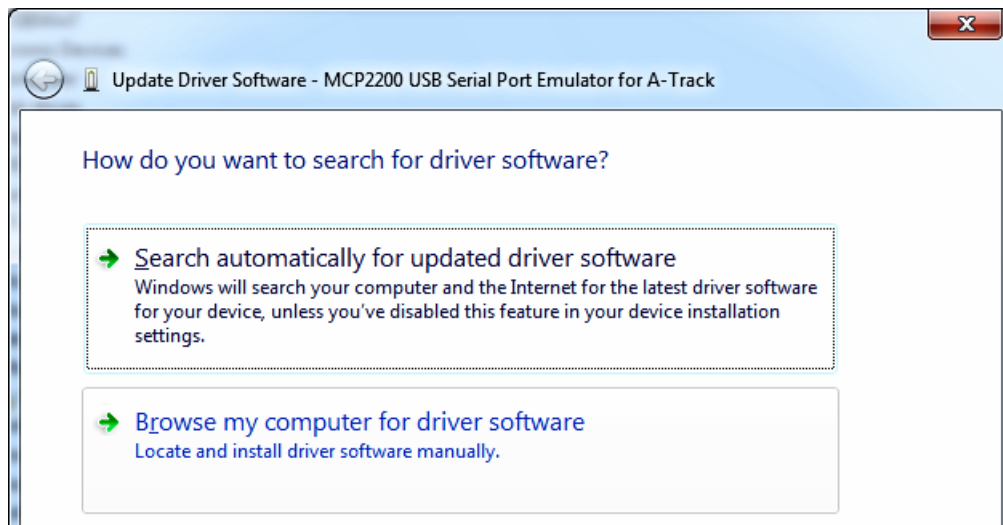 Update Driver Software - MCP2200 USB Serial Port Emulator for A-Track
How do you want to search for driver software?
Search automatically for updated driver software
Windows will search your computer and the Internet for the latest driver software
for your device, unless you've disabled this feature in your device installation
settings.
Browse my computer for driver software
Locate and install driver software manually.